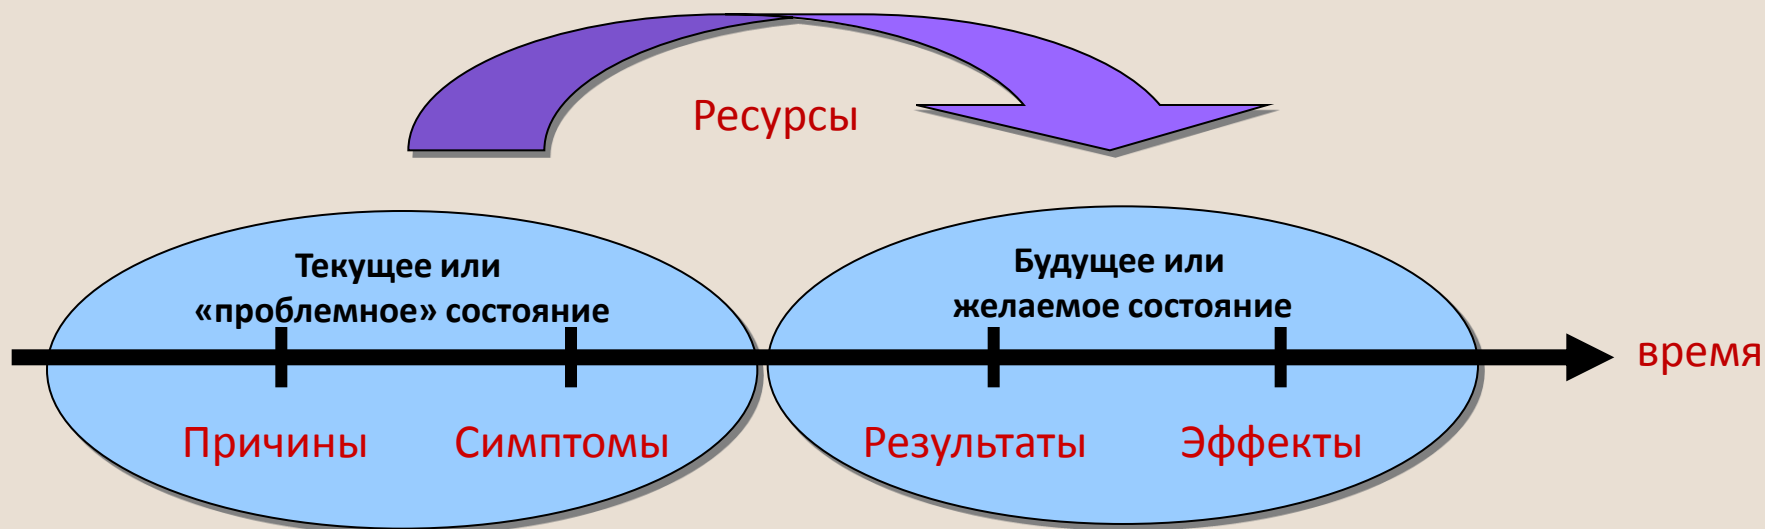 Ресурсы
Текущее или
«проблемное» состояние
Будущее или
желаемое состояние
время
Причины
Симптомы
Результаты
Эффекты